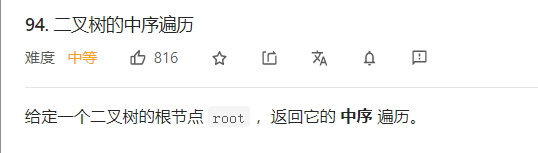 94. 二叉树的中序遍历
难度 中等 816
给定一个二叉树的根节点 root ，返回它的 中序 遍历。